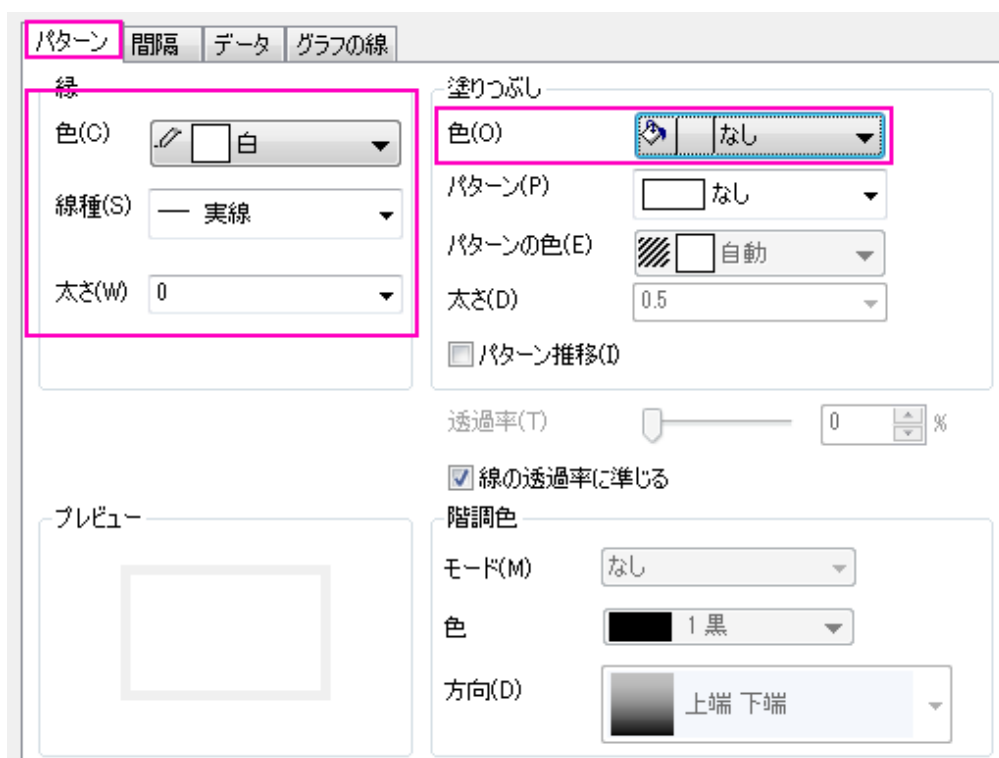 パターン 間隔 データ グラフの線
縁
色(C) 白
線種(S) 実線
太さ(W) 0
塗りつぶし
色(O) なし
パターン(P) なし
パターンの色(E) 自動
太さ(D) 0.5
パターン推移(I)
透過率(T) 0 %
線の透過率に準じる
プレビュー
階調色
モード(M) なし
色 1 黒
方向(D) 上端 下端